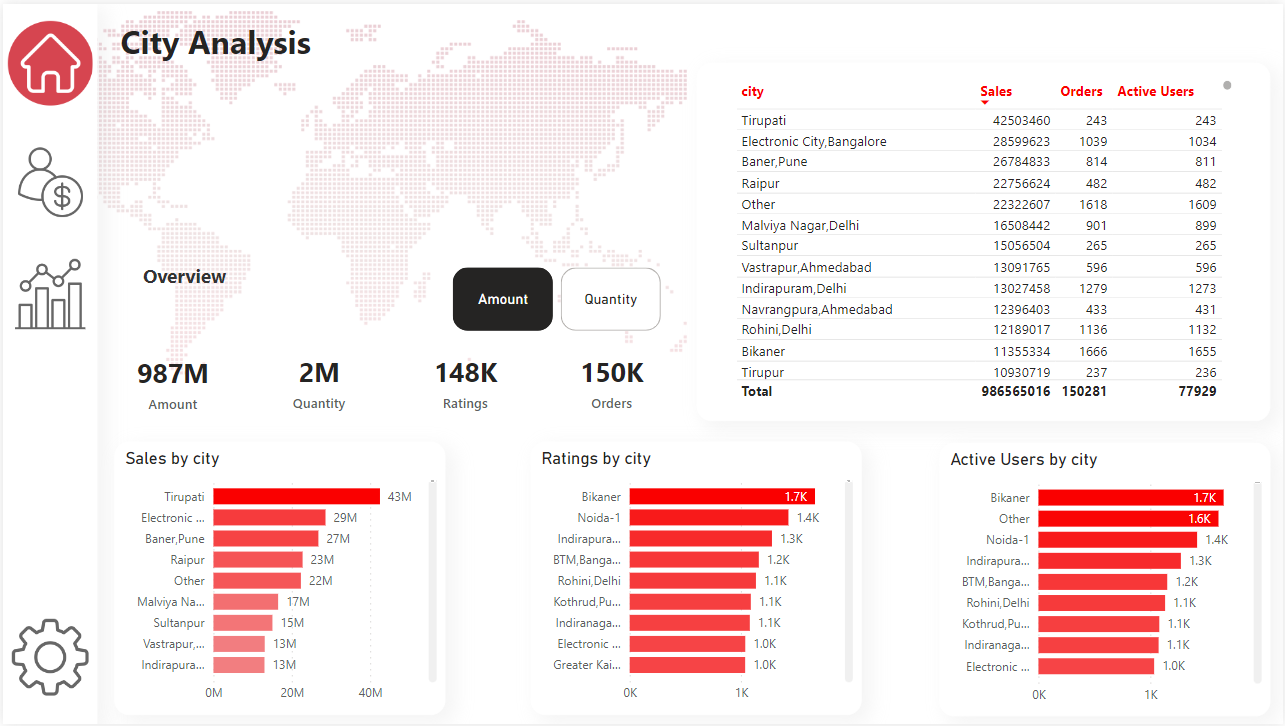 City Analysis
Overview
Amount
Quantity
987M
Amount
2M
Quantity
148K
Ratings
150K
Orders
city Sales Orders Active Users
Tirupati 42503460 243 243
Electronic City,Bangalore 28599623 1039 1034
Baner,Pune 26784833 814 811
Raipur 22756624 482 482
Other 22322607 1618 1609
Malviya Nagar,Delhi 16508442 901 899
Sultanpur 15056504 265 265
Vastrapur,Ahmedabad 13091765 596 596
Indirapuram,Delhi 13027458 1279 1273
Navrangpura,Ahmedabad 12396403 433 431
Rohini,Delhi 12189017 1136 1132
Bikaner 11355334 1666 1655
Tirupur 10930719 237 236
Total 986565016 150281 77929
Sales by city
Tirupati 43M
Electronic ... 29M
Baner,Pune 27M
Raipur 23M
Other 22M
Malviya Na... 17M
Sultanpur 15M
Vastrapur,... 13M
Indirapura... 13M
0M 20M 40M
Ratings by city
Bikaner 1.7K
Noida-1 1.4K
Indirapura... 1.3K
BTM,Banga... 1.2K
Rohini,Delhi 1.1K
Kothrud,Pu... 1.1K
Indiranaga... 1.1K
Electronic ... 1.0K
Greater Kai... 1.0K
0K 1K
Active Users by city
Bikaner 1.7K
Other 1.6K
Noida-1 1.4K
Indirapura... 1.3K
BTM,Banga... 1.2K
Rohini,Delhi 1.1K
Kothrud,Pu... 1.1K
Indiranaga... 1.1K
Electronic ... 1.0K
0K 1K